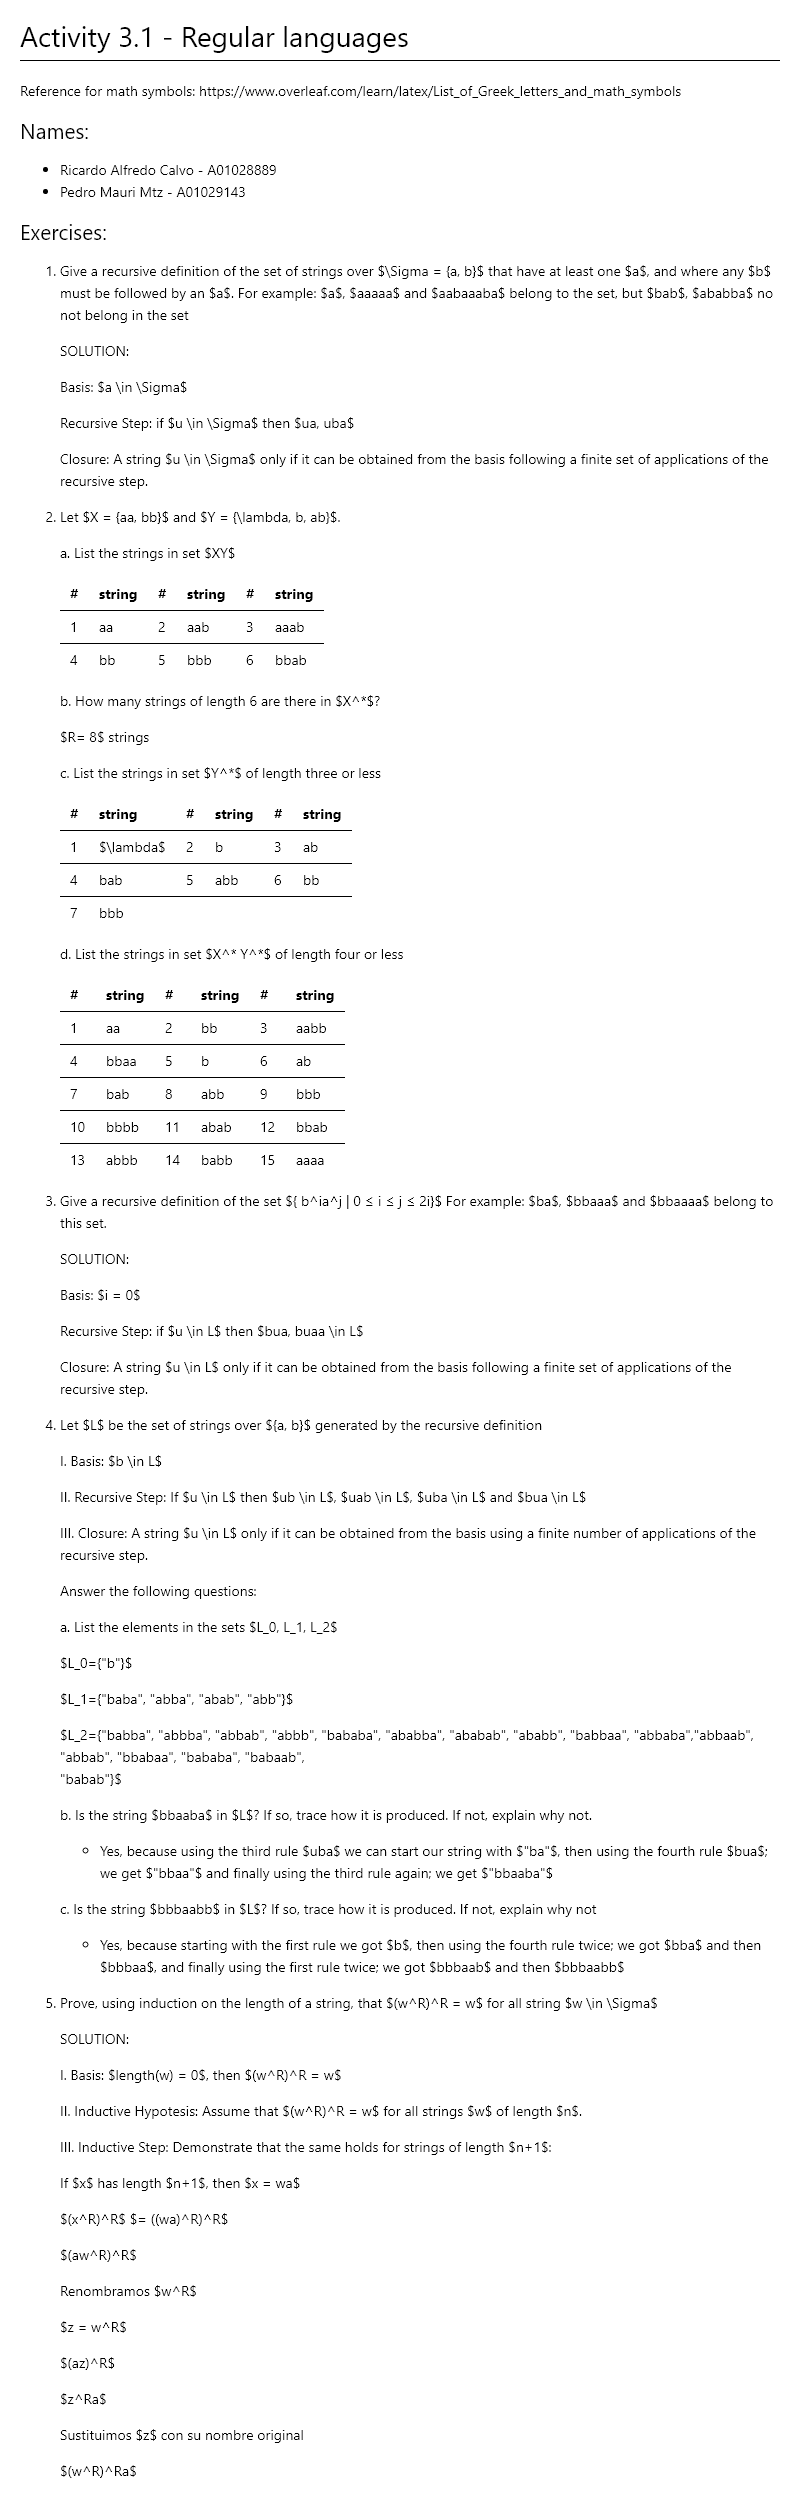 Activity 3.1 - Regular languages
Reference for math symbols: https://www.overleaf.com/learn/latex/List_of_Greek_letters_and_math_symbols
Names:
• Ricardo Alfredo Calvo - A01028889
• Pedro Mauri Mtz - A01029143
Exercises:
1. Give a recursive definition of the set of strings over $\Sigma = {a, b}$ that have at least one $a$, and where any $b$
must be followed by an $a$. For example: $a$, $aaaaa$ and $aabaaaba$ belong to the set, but $bab$, $ababba$ no
not belong in the set
SOLUTION:
Basis: $a \in \Sigma$
Recursive Step: if $u \in \Sigma$ then $ua, uba$
Closure: A string $u \in \Sigma$ only if it can be obtained from the basis following a finite set of applications of the
recursive step.
2. Let $X = {aa, bb}$ and $Y = {\lambda, b, ab}$.
a. List the strings in set $XY$
# string # string # string
1 aa 2 aab 3 aaab
4 bb 5 bbb 6 bbab
b. How many strings of length 6 are there in $X^*$?
$R= 8$ strings
c. List the strings in set $Y^*$ of length three or less
# string # string # string
1 $\lambda$ 2 b 3 ab
4 bab 5 abb 6 bb
7 bbb
d. List the strings in set $X^* Y^*$ of length four or less
# string # string # string
1 aa 2 bb 3 aabb
4 bbaa 5 b 6 ab
7 bab 8 abb 9 bbb
10 bbbb 11 abab 12 bbab
13 abbb 14 babb 15 aaaa
3. Give a recursive definition of the set ${ b^ia^j | 0 ≤ i ≤ j ≤ 2i}$ For example: $ba$, $bbaaa$ and $bbaaaa$ belong to
this set.
SOLUTION:
Basis: $i = 0$
Recursive Step: if $u \in L$ then $bua, buaa \in L$
Closure: A string $u \in L$ only if it can be obtained from the basis following a finite set of applications of the
recursive step.
4. Let $L$ be the set of strings over ${a, b}$ generated by the recursive definition
I. Basis: $b \in L$
II. Recursive Step: If $u \in L$ then $ub \in L$, $uab \in L$, $uba \in L$ and $bua \in L$
III. Closure: A string $u \in L$ only if it can be obtained from the basis using a finite number of applications of the
recursive step.
Answer the following questions:
a. List the elements in the sets $L_0, L_1, L_2$
$L_0={"b"}$
$L_1={"baba", "abba", "abab", "abb"}$
$L_2={"babba", "abbba", "abbab", "abbb", "bababa", "ababba", "ababab", "ababb", "babbaa", "abbaba","abbaab",
"abbab", "bbabaa", "bababa", "babaab",
"babab"}$
b. Is the string $bbaaba$ in $L$? If so, trace how it is produced. If not, explain why not.
◦ Yes, because using the third rule $uba$ we can start our string with $"ba"$, then using the fourth rule $bua$;
we get $"bbaa"$ and finally using the third rule again; we get $"bbaaba"$
c. Is the string $bbbaabb$ in $L$? If so, trace how it is produced. If not, explain why not
◦ Yes, because starting with the first rule we got $b$, then using the fourth rule twice; we got $bba$ and then
$bbbaa$, and finally using the first rule twice; we got $bbbaab$ and then $bbbaabb$
5. Prove, using induction on the length of a string, that $(w^R)^R = w$ for all string $w \in \Sigma$
SOLUTION:
I. Basis: $length(w) = 0$, then $(w^R)^R = w$
II. Inductive Hypotesis: Assume that $(w^R)^R = w$ for all strings $w$ of length $n$.
III. Inductive Step: Demonstrate that the same holds for strings of length $n+1$:
If $x$ has length $n+1$, then $x = wa$
$(x^R)^R$ $= ((wa)^R)^R$
$(aw^R)^R$
Renombramos $w^R$
$z = w^R$
$(az)^R$
$z^Ra$
Sustituimos $z$ con su nombre original
$(w^R)^Ra$